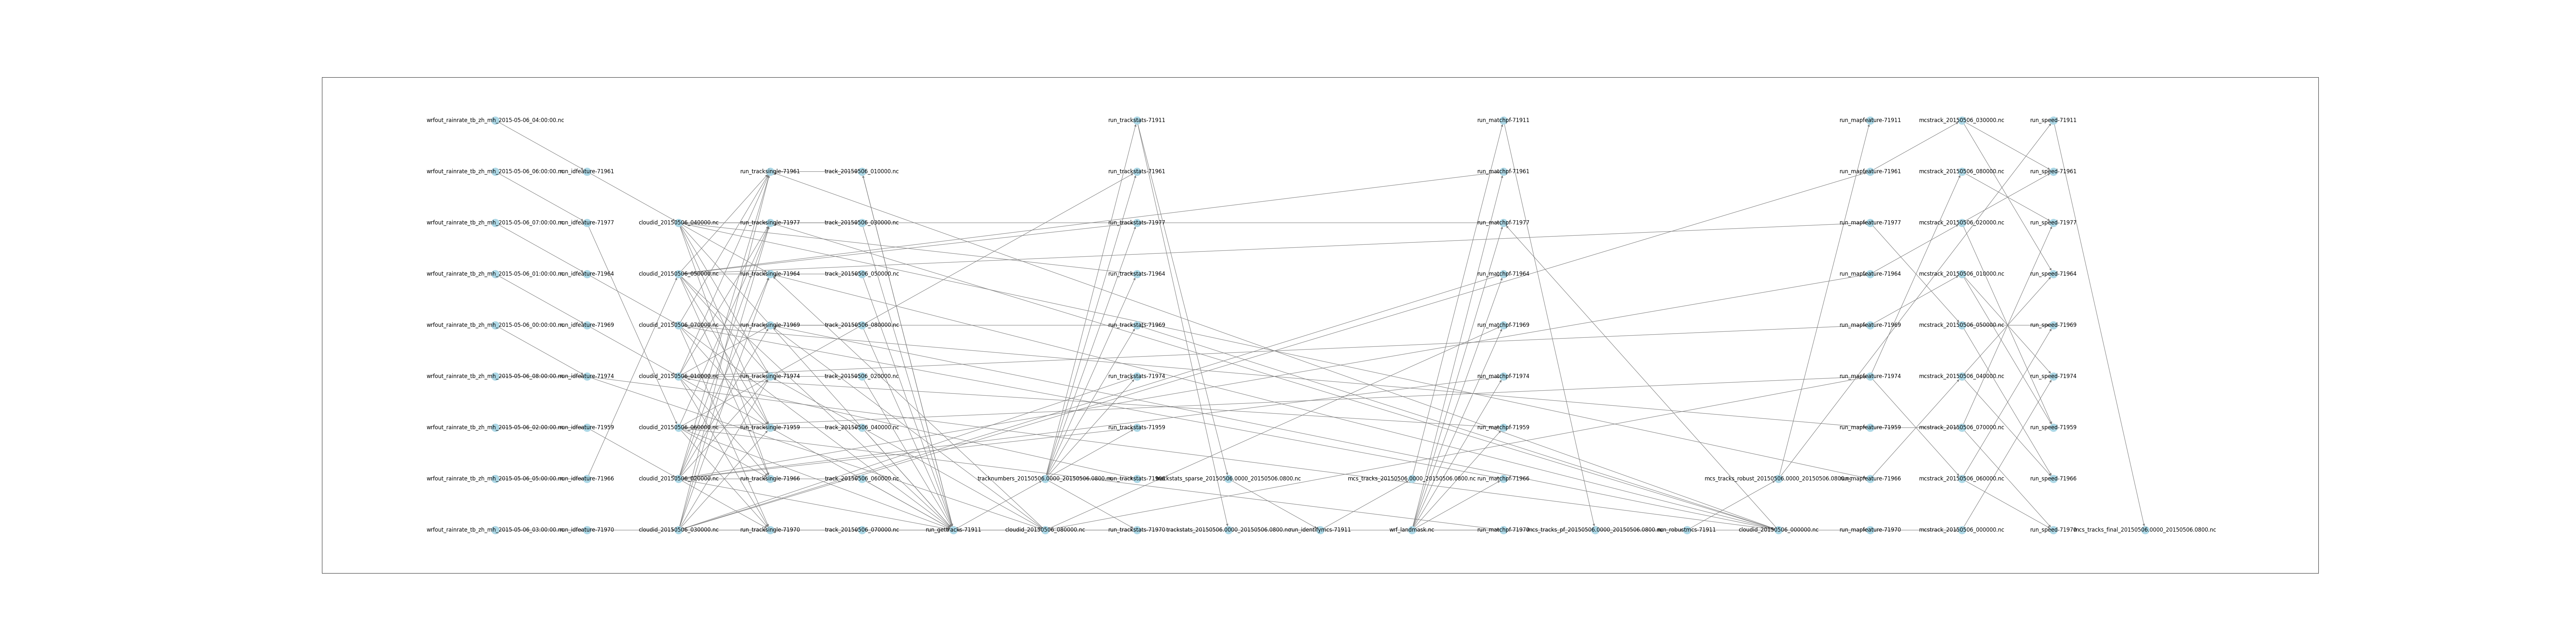 wrfout_rainrate_tb_zh_mh_2015-05-06_04:00:00.nc run_trackstats-71911 run_matchpf-71911 run_mapfeature-71911 mcstrack_20150506_030000.nc run_speed-71911
wrfout_rainrate_tb_zh_mh_2015-05-06_06:00:00.nc run_idfeature-71961 run_tracksingle-71961 track_20150506_010000.nc run_trackstats-71961 run_matchpf-71961 run_mapfeature-71961 mcstrack_20150506_080000.nc run_speed-71961
wrfout_rainrate_tb_zh_mh_2015-05-06_07:00:00.nc run_idfeature-71977 cloudid_20150506_040000.nc run_tracksingle-71977 track_20150506_030000.nc run_trackstats-71977 run_matchpf-71977 run_mapfeature-71977 mcstrack_20150506_020000.nc run_speed-71977
wrfout_rainrate_tb_zh_mh_2015-05-06_01:00:00.nc run_idfeature-71964 cloudid_20150506_050000.nc run_tracksingle-71964 track_20150506_050000.nc run_trackstats-71964 run_matchpf-71964 run_mapfeature-71964 mcstrack_20150506_010000.nc run_speed-71964
wrfout_rainrate_tb_zh_mh_2015-05-06_00:00:00.nc run_idfeature-71969 cloudid_20150506_070000.nc run_tracksingle-71969 track_20150506_080000.nc run_trackstats-71969 run_matchpf-71969 run_mapfeature-71969 mcstrack_20150506_050000.nc run_speed-71969
wrfout_rainrate_tb_zh_mh_2015-05-06_08:00:00.nc run_idfeature-71974 cloudid_20150506_010000.nc run_tracksingle-71974 track_20150506_020000.nc run_trackstats-71974 run_matchpf-71974 run_mapfeature-71974 mcstrack_20150506_040000.nc run_speed-71974
wrfout_rainrate_tb_zh_mh_2015-05-06_02:00:00.nc run_idfeature-71959 cloudid_20150506_060000.nc run_tracksingle-71959 track_20150506_040000.nc run_trackstats-71959 run_matchpf-71959 run_mapfeature-71959 mcstrack_20150506_070000.nc run_speed-71959
wrfout_rainrate_tb_zh_mh_2015-05-06_05:00:00.nc run_idfeature-71966 cloudid_20150506_020000.nc run_tracksingle-71966 track_20150506_060000.nc tracknumbers_20150506.0000_20150506.0800.nc run_trackstats-71966 trackstats_sparse_20150506.0000_20150506.0800.nc mcs_tracks_20150506.0000_20150506.0800.nc run_matchpf-71966 mcs_tracks_robust_20150506.0000_20150506.0800.nc run_mapfeature-71966 mcstrack_20150506_060000.nc run_speed-71966
wrfout_rainrate_tb_zh_mh_2015-05-06_03:00:00.nc run_idfeature-71970 cloudid_20150506_030000.nc run_tracksingle-71970 track_20150506_070000.nc run_gettracks-71911 cloudid_20150506_080000.nc run_trackstats-71970 trackstats_20150506.0000_20150506.0800.nc run_identifymcs-71911 wrf_landmask.nc run_matchpf-71970 mcs_tracks_pf_20150506.0000_20150506.0800.nc run_robustmcs-71911 cloudid_20150506_000000.nc run_mapfeature-71970 mcstrack_20150506_000000.nc run_speed-71970 mcs_tracks_final_20150506.0000_20150506.0800.nc